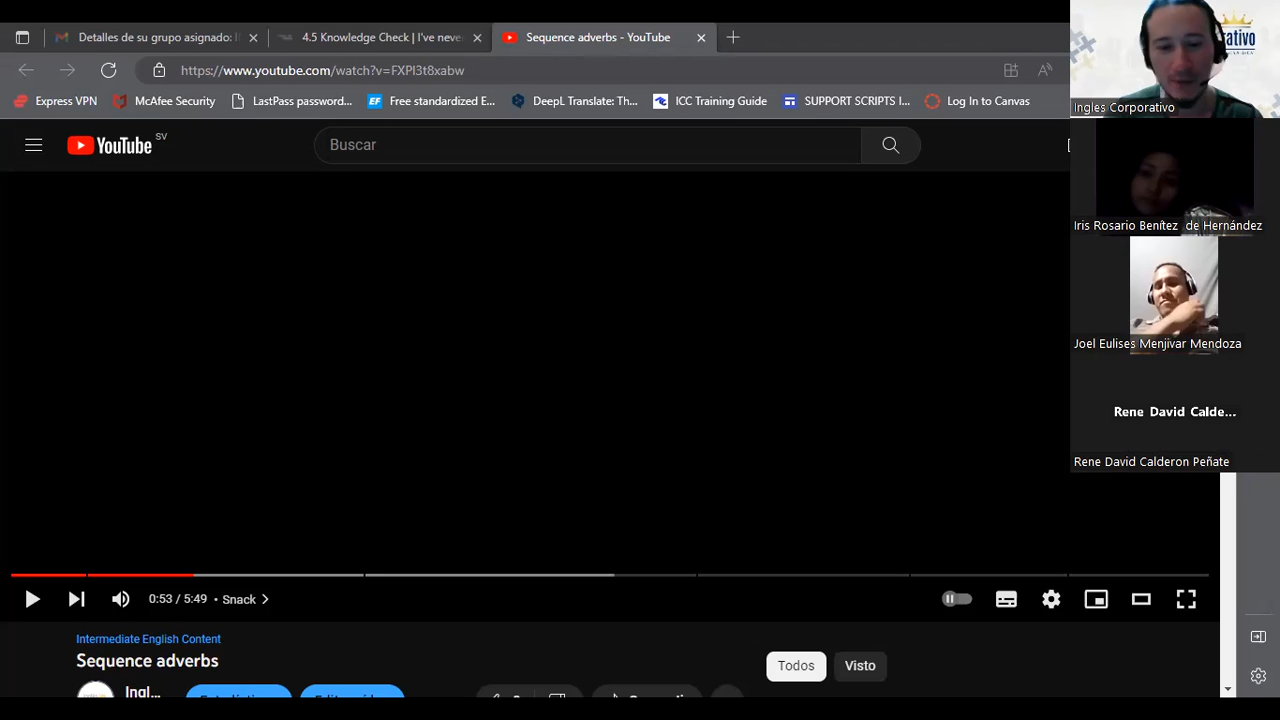 Detalles de su grupo asignado: I
4.5 Knowledge Check | I've neve
Sequence adverbs - YouTube
https://www.youtube.com/watch?v=FXPl3t8xabw
Express VPN
McAfee Security
LastPass password...
Free standardized E...
DeepL Translate: Th...
ICC Training Guide
SUPPORT SCRIPTS I...
Log In to Canvas
YouTube SV
Buscar
Ingles Corporativo
Iris Rosario Benítez de Hernández
Joel Eulises Menjivar Mendoza
Rene David Calde...
Rene David Calderon Peñate
0:53 / 5:49 • Snack
Intermediate English Content
Sequence adverbs
Todos
Visto
Ingl...